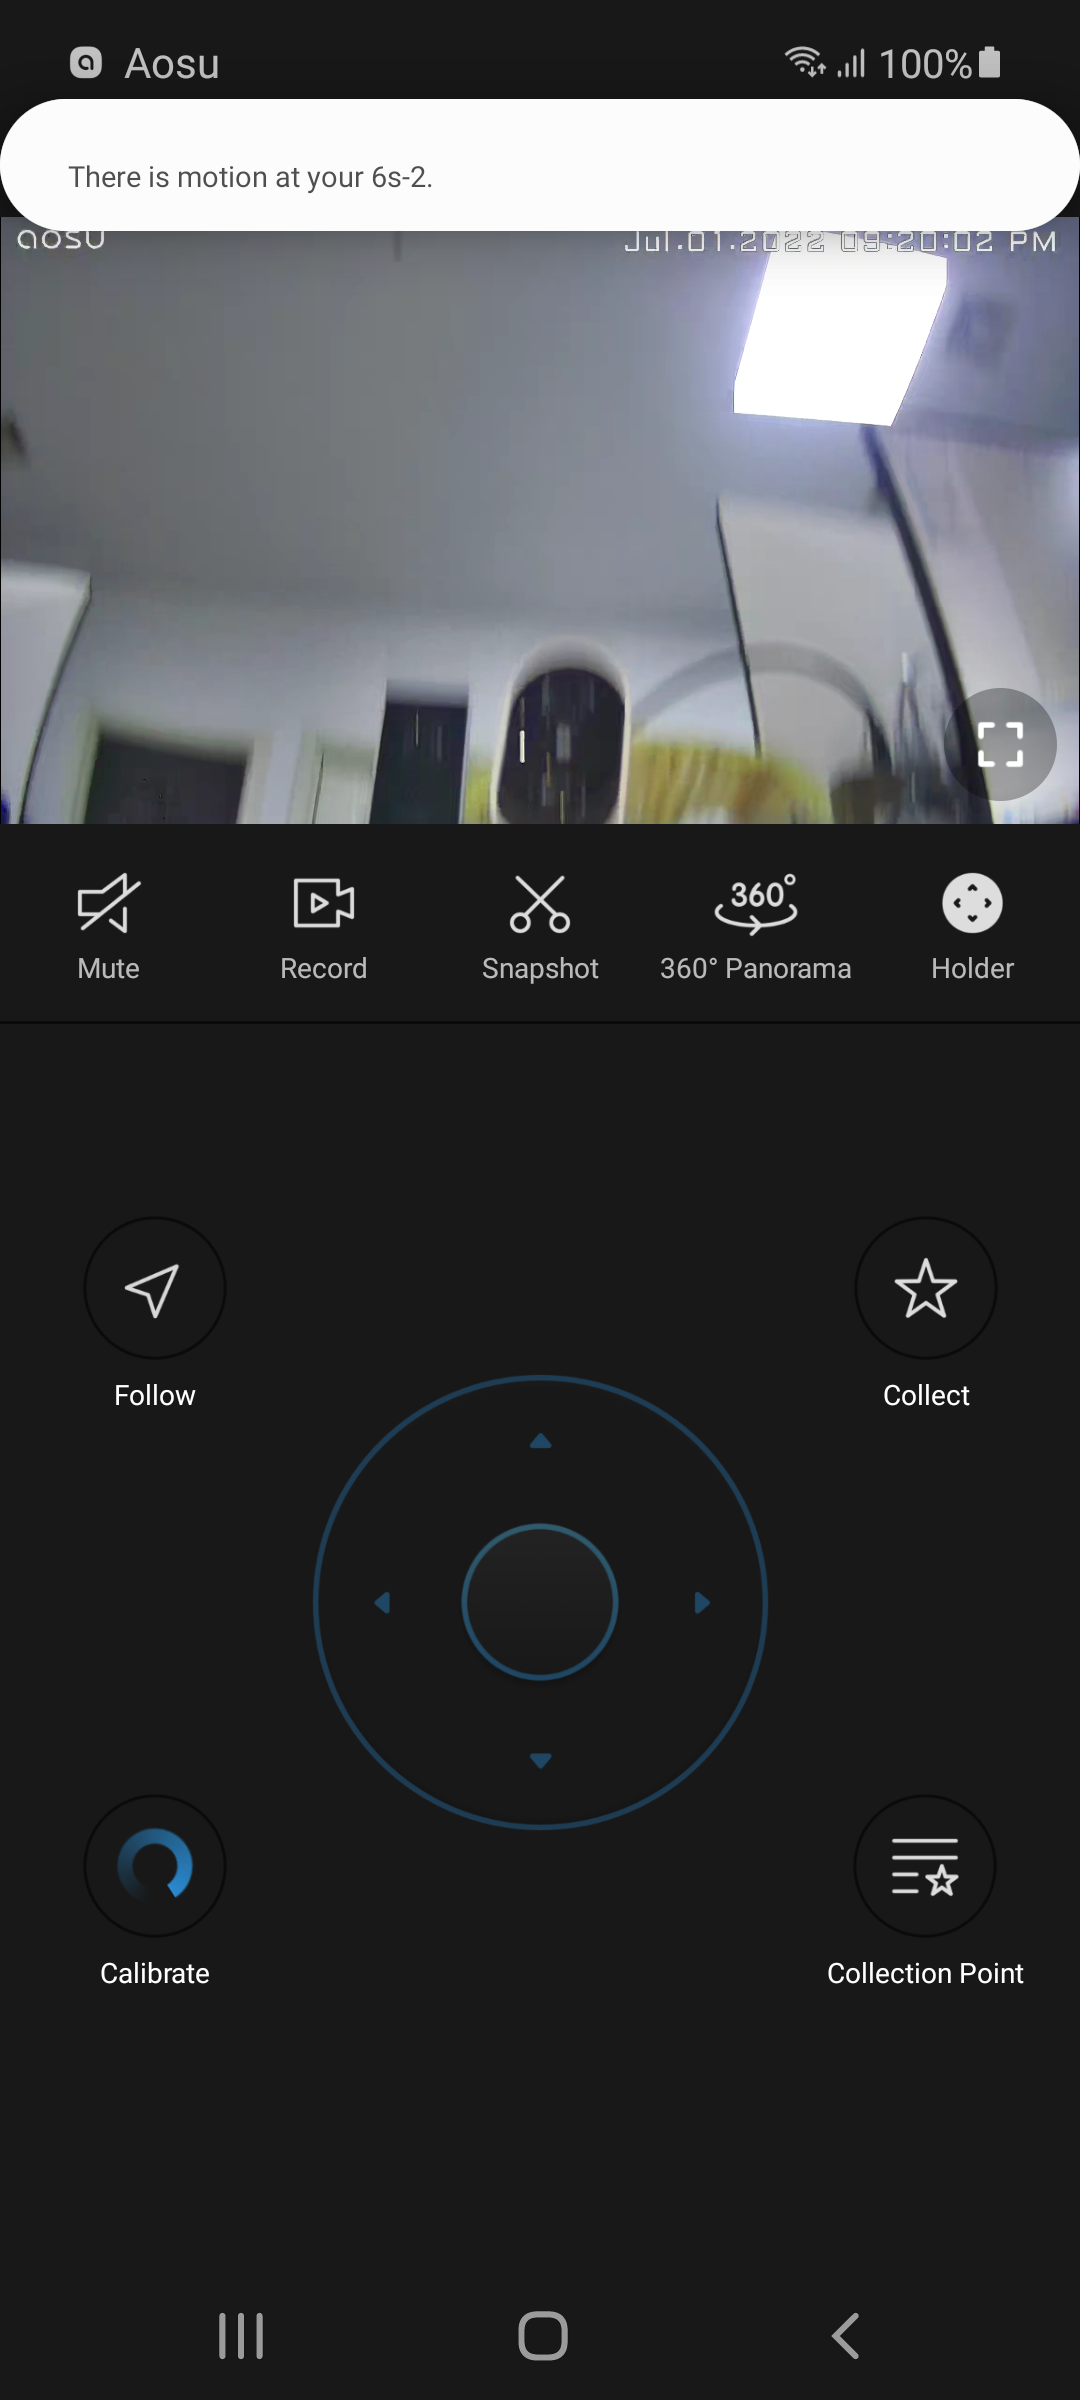 Aosu
100%
There is motion at your 6s-2.
aosu
Jul.01.2022 09:20:02 PM
Mute
Record
Snapshot
360°
360° Panorama
Holder
Follow
Collect
Calibrate
Collection Point